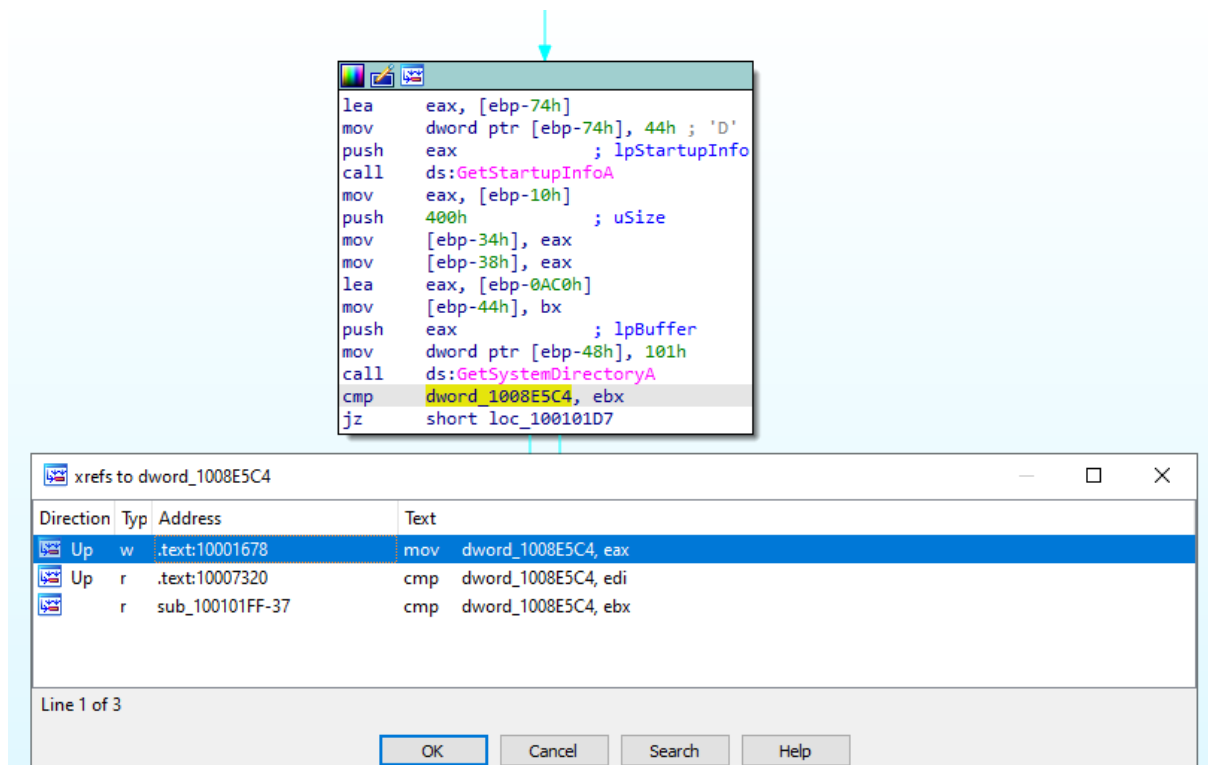 lea eax, [ebp-74h]
mov dword ptr [ebp-74h], 44h ; 'D'
push eax ; lpStartupInfo
call ds:GetStartupInfoA
mov eax, [ebp-10h]
push 400h ; uSize
mov [ebp-34h], eax
mov [ebp-38h], eax
lea eax, [ebp-0AC0h]
mov [ebp-44h], bx
push eax ; lpBuffer
mov dword ptr [ebp-48h], 101h
call ds:GetSystemDirectoryA
cmp dword_1008E5C4, ebx
jz short loc_100101D7
xrefs to dword_1008E5C4
Direction Typ Address Text
Up w .text:10001678 mov dword_1008E5C4, eax
Up r .text:10007320 cmp dword_1008E5C4, edi
r sub_100101FF-37 cmp dword_1008E5C4, ebx
Line 1 of 3
OK Cancel Search Help